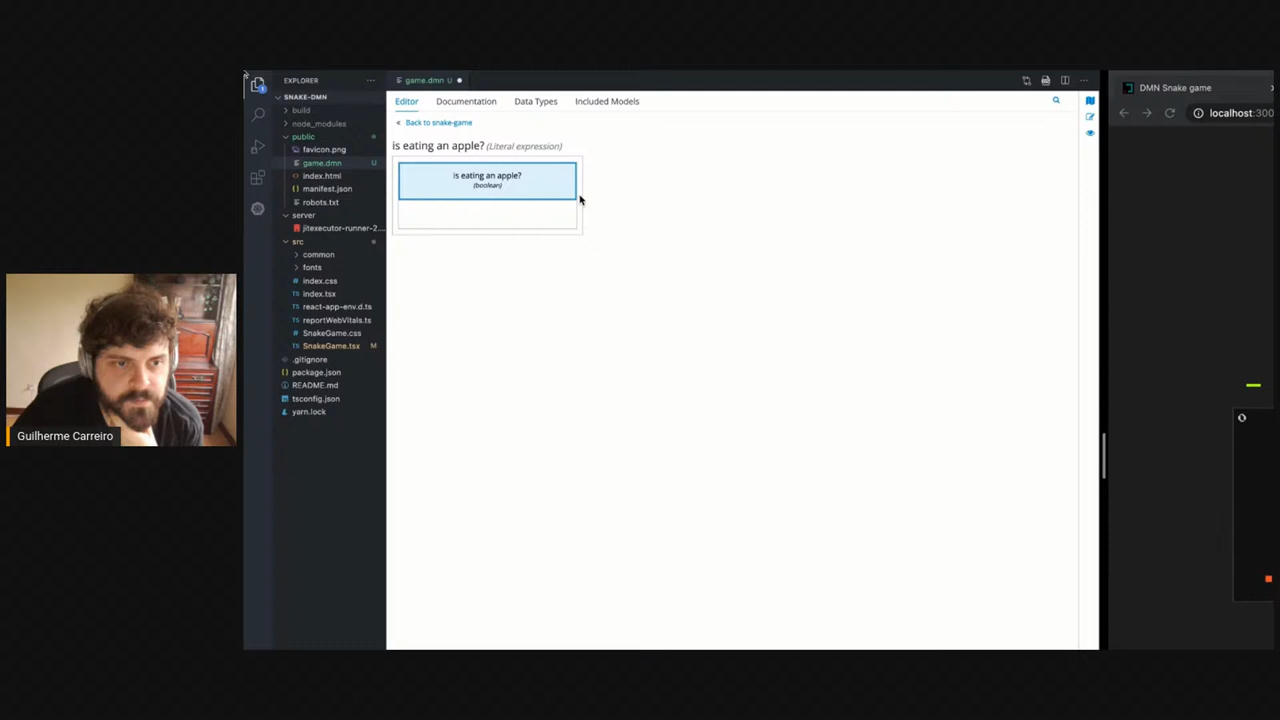 EXPLORER
SNAKE-DMN
build
node_modules
public
favicon.png
game.dmn U
index.html
manifest.json
robots.txt
server
jitexecutor-runner-2....
src
common
fonts
index.css
index.tsx
react-app-env.d.ts
reportWebVitals.ts
SnakeGame.css
SnakeGame.tsx M
.gitignore
package.json
README.md
tsconfig.json
yarn.lock
game.dmn U
Editor Documentation Data Types Included Models
Back to snake-game
is eating an apple? (Literal expression)
is eating an apple?
(boolean)
DMN Snake game
localhost:300
Guilherme Carreiro